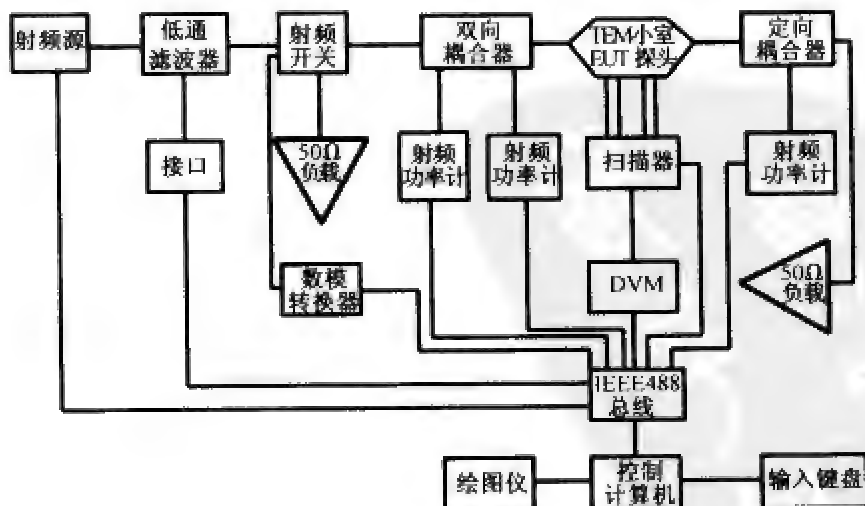 射频源
低通
滤波器
射频
开关
双向
耦合器
TEM小室
EUT 探头
定向
耦合器
接口
50Ω
负载
射频
功率计
射频
功率计
扫描器
射频
功率计
数模
转换器
DVM
50Ω
负载
IEEE488
总线
绘图仪
控制
计算机
输入键盘